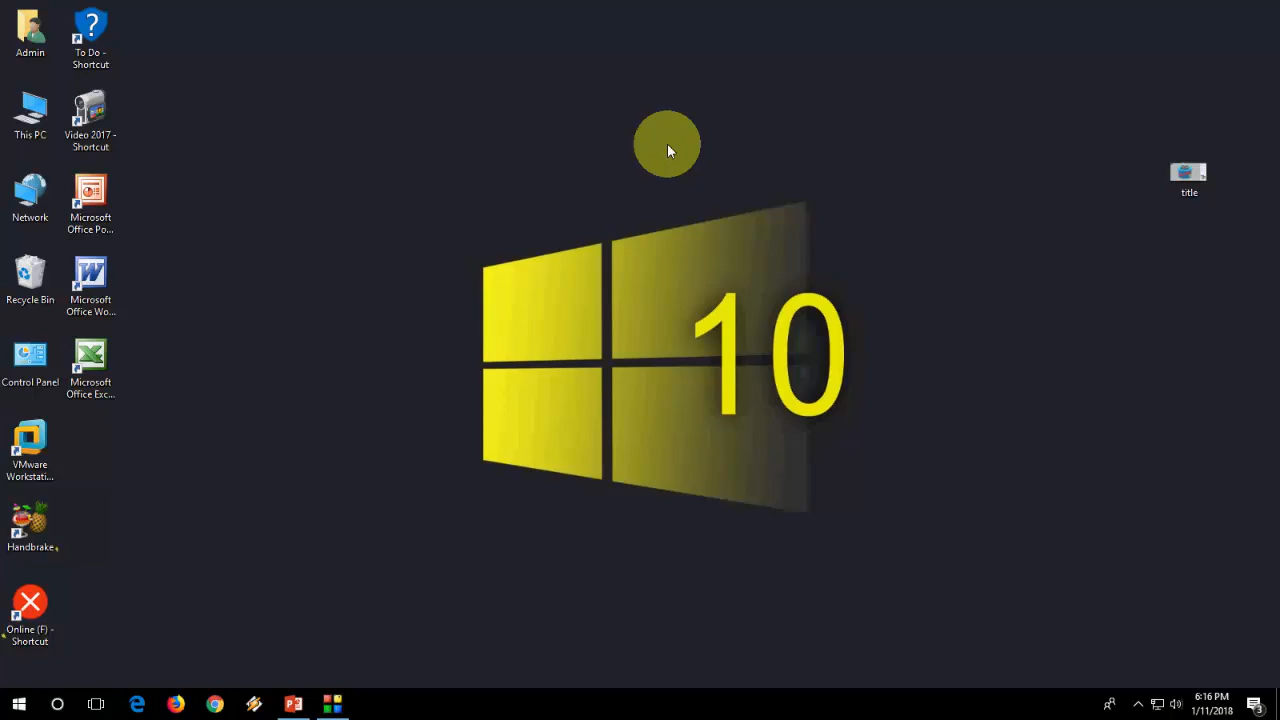 Admin
To Do -
Shortcut
This PC
Video 2017 -
Shortcut
Network
Microsoft
Office Po...
Recycle Bin
Microsoft
Office Wo...
Control Panel
Microsoft
Office Exc...
VMware
Workstati...
Handbrake
Online (F) -
Shortcut
title
10
6:16 PM
1/11/2018
3